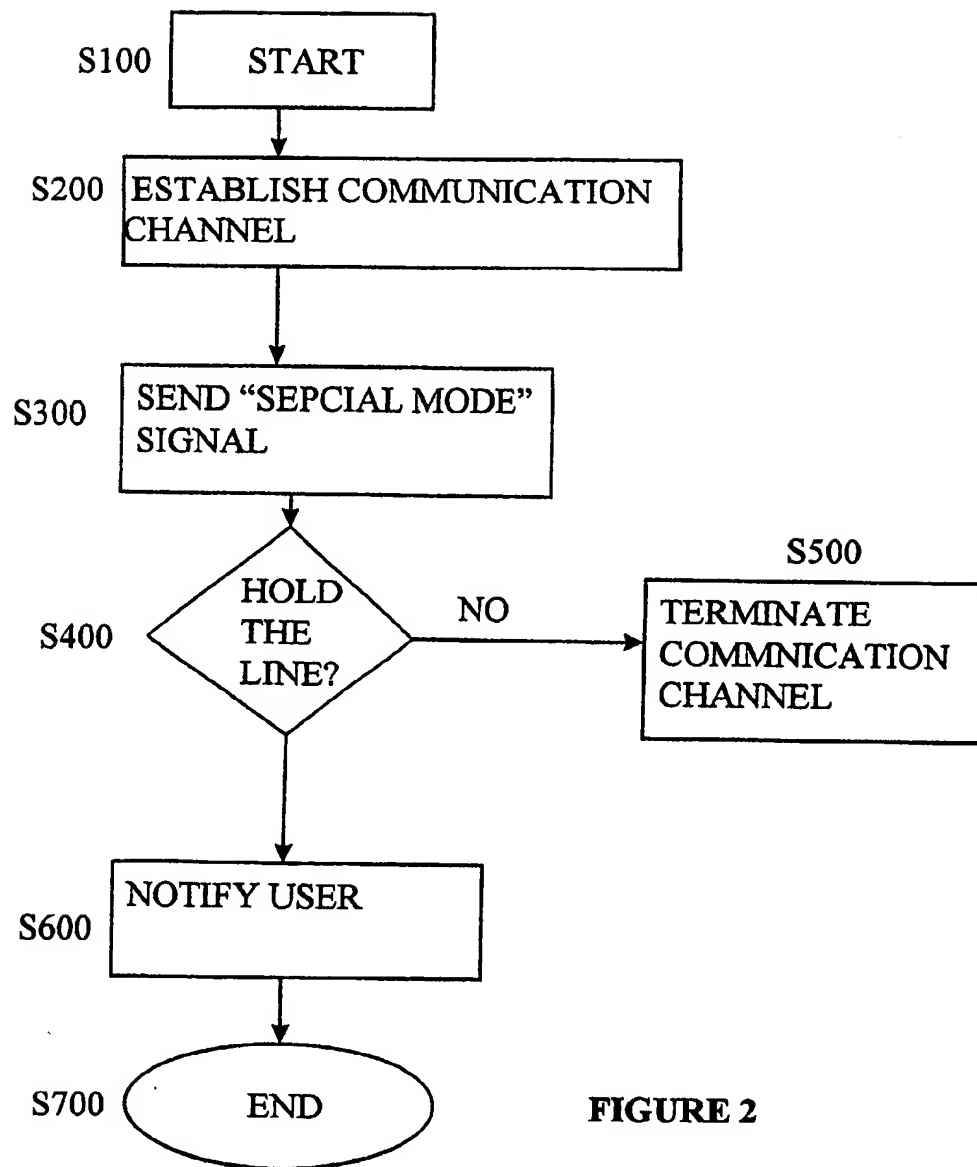 S100
START
S200
ESTABLISH COMMUNICATION
CHANNEL
S300
SEND “SEPCIAL MODE”
SIGNAL
S400
HOLD
THE
LINE?
NO
S500
TERMINATE
COMMNICATION
CHANNEL
S600
NOTIFY USER
S700
END
FIGURE 2